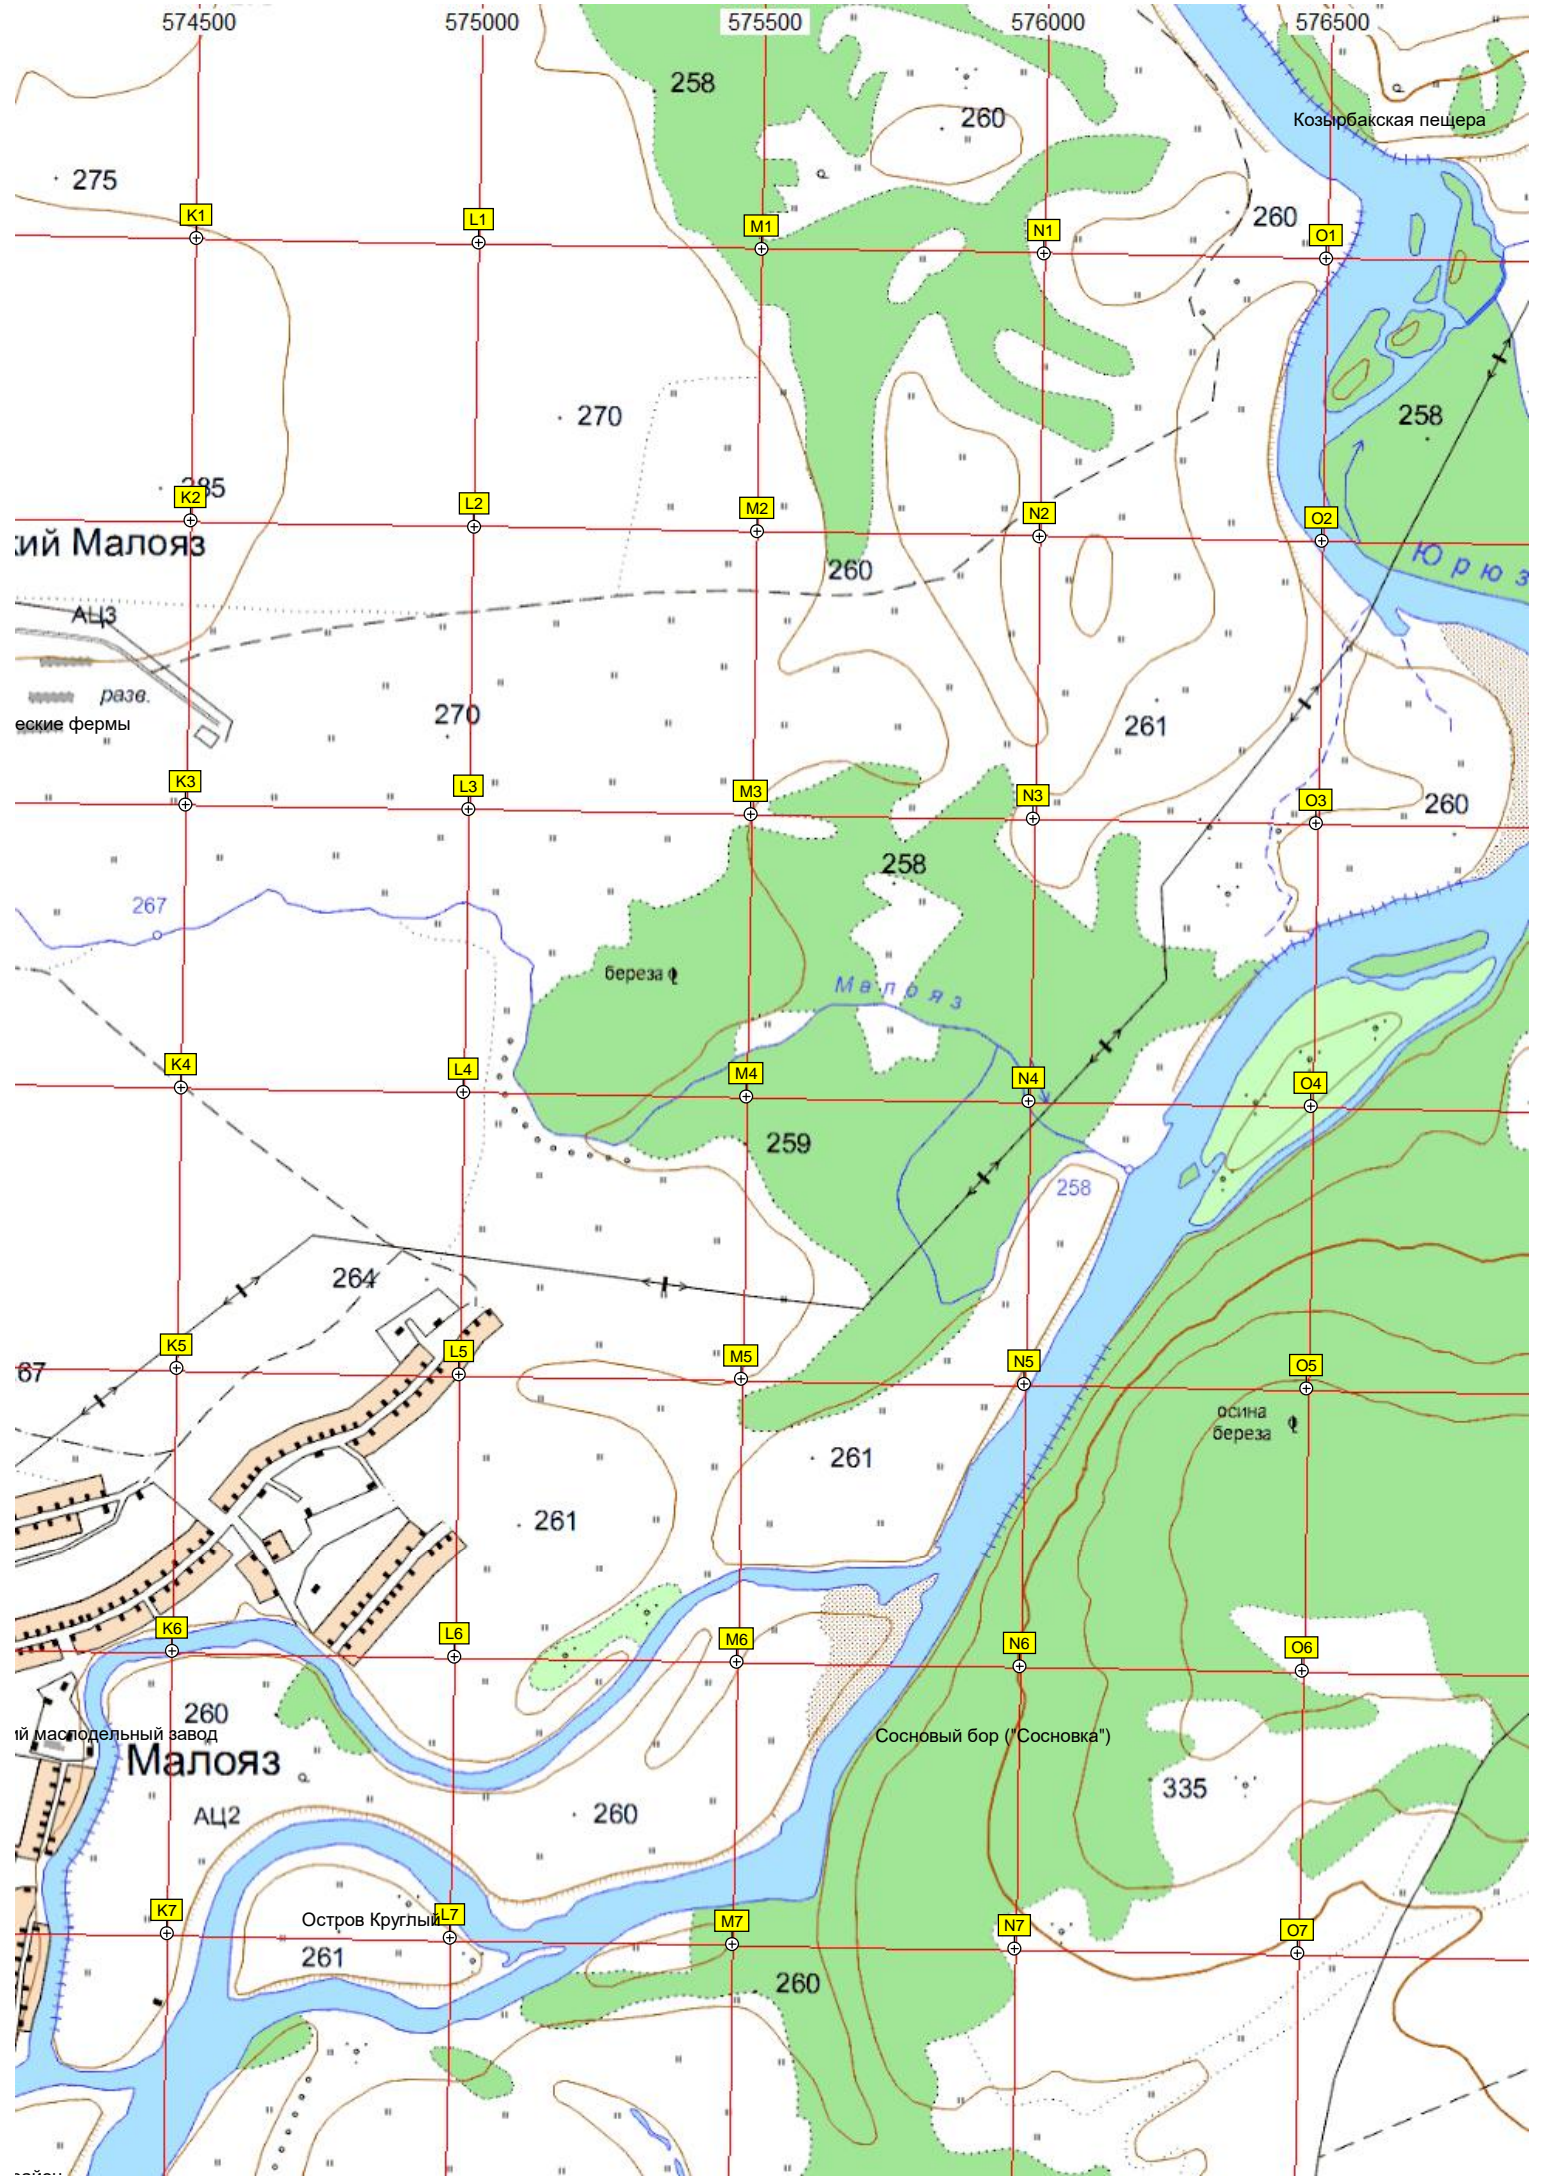 574500 575000 575500 576000 576500
258
260
Козырбакская пещера
275
260
K1 L1 M1 N1 O1
270
258
285
K2 L2 M2 N2 O2
кий Малояз
Юрюз
260
АЦ3
разв.
еские фермы
270
261
K3 L3 M3 N3 O3
260
258
267
береза
Малояз
K4 L4 M4 N4 O4
259
258
264
K5 L5 M5 N5 O5
67
осина
береза
261
261
K6 L6 M6 N6 O6
260
ий маслодельный завод
Сосновый бор ("Сосновка")
Малояз
335
АЦ2
260
K7 L7 M7 N7 O7
Остров Круглый
261
260